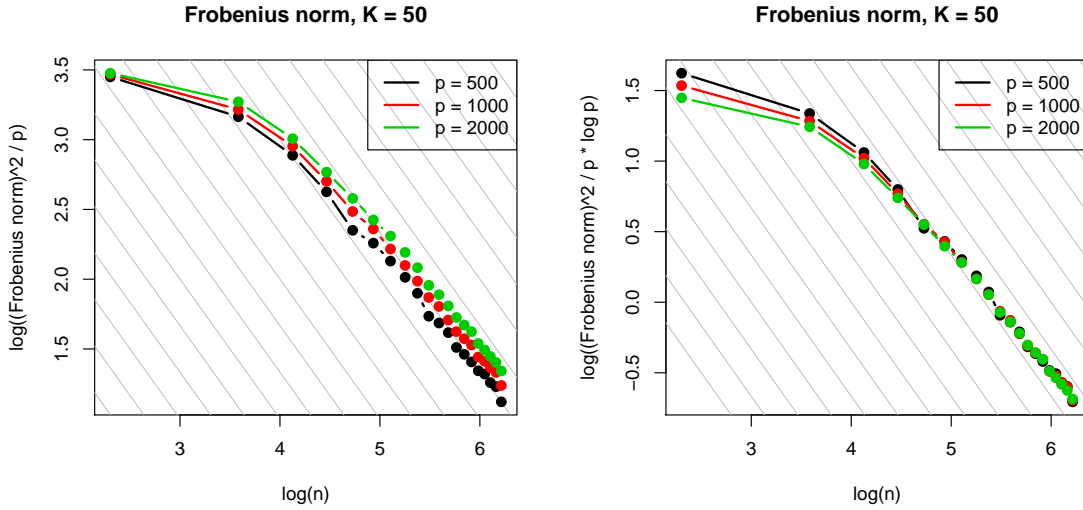 Frobenius norm, K = 50
log((Frobenius norm)^2 / p)
3.5
3.0
2.5
2.0
1.5
p = 500
p = 1000
p = 2000
3 4 5 6
log(n)
Frobenius norm, K = 50
log((Frobenius norm)^2 / p * log p)
1.5
1.0
0.5
0.0
−0.5
p = 500
p = 1000
p = 2000
3 4 5 6
log(n)